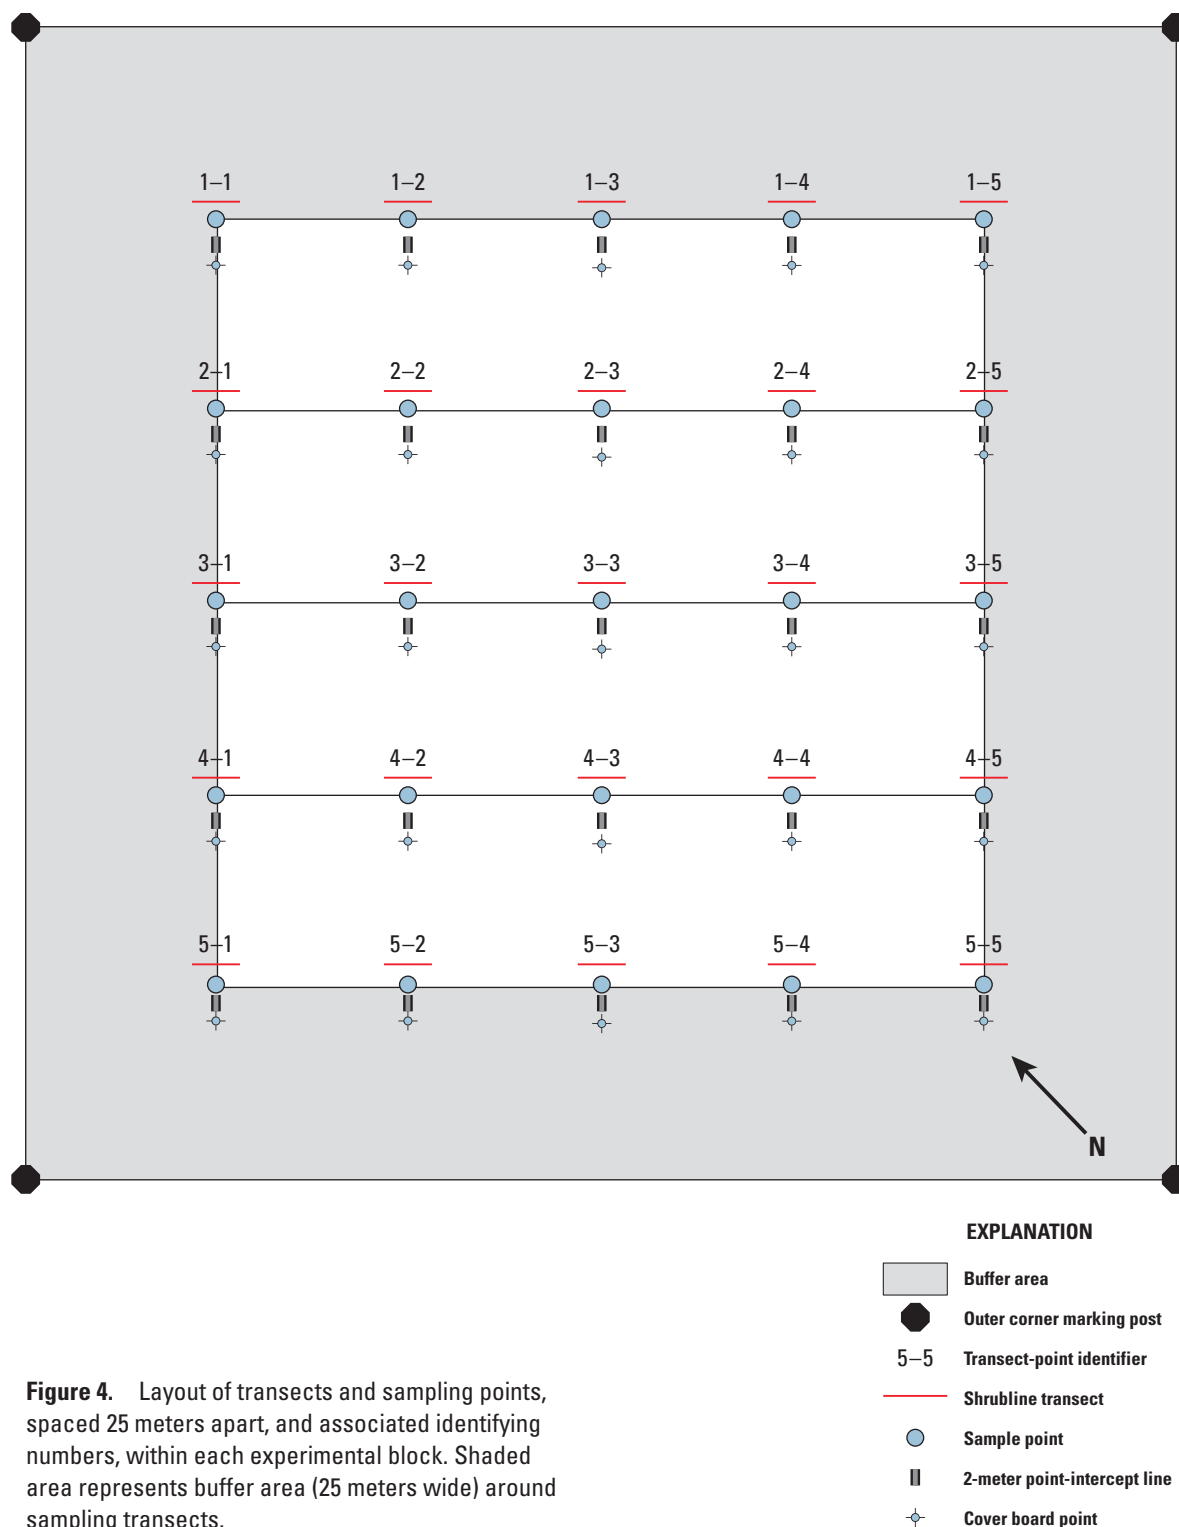 1–1 1–2 1–3 1–4 1–5
2–1 2–2 2–3 2–4 2–5
3–1 3–2 3–3 3–4 3–5
4–1 4–2 4–3 4–4 4–5
5–1 5–2 5–3 5–4 5–5
N
EXPLANATION
Buffer area
Outer corner marking post
5–5 Transect-point identifier
Shrubline transect
Sample point
2-meter point-intercept line
Cover board point
Figure 4. Layout of transects and sampling points,
spaced 25 meters apart, and associated identifying
numbers, within each experimental block. Shaded
area represents buffer area (25 meters wide) around
sampling transects.